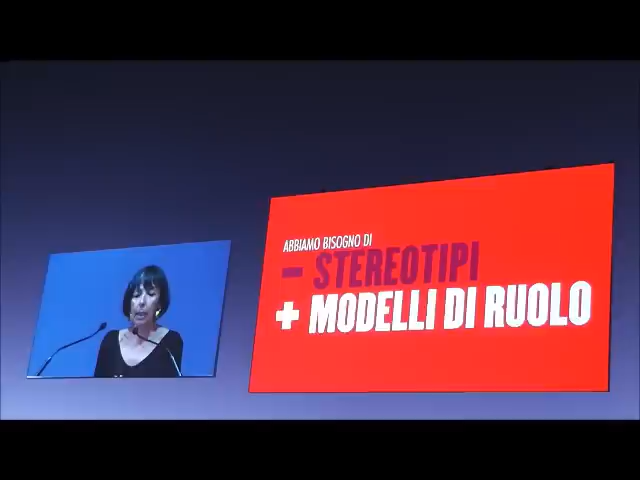 ABBIAMO BISOGNO DI
- STEREOTIPI
+ MODELLI DI RUOLO